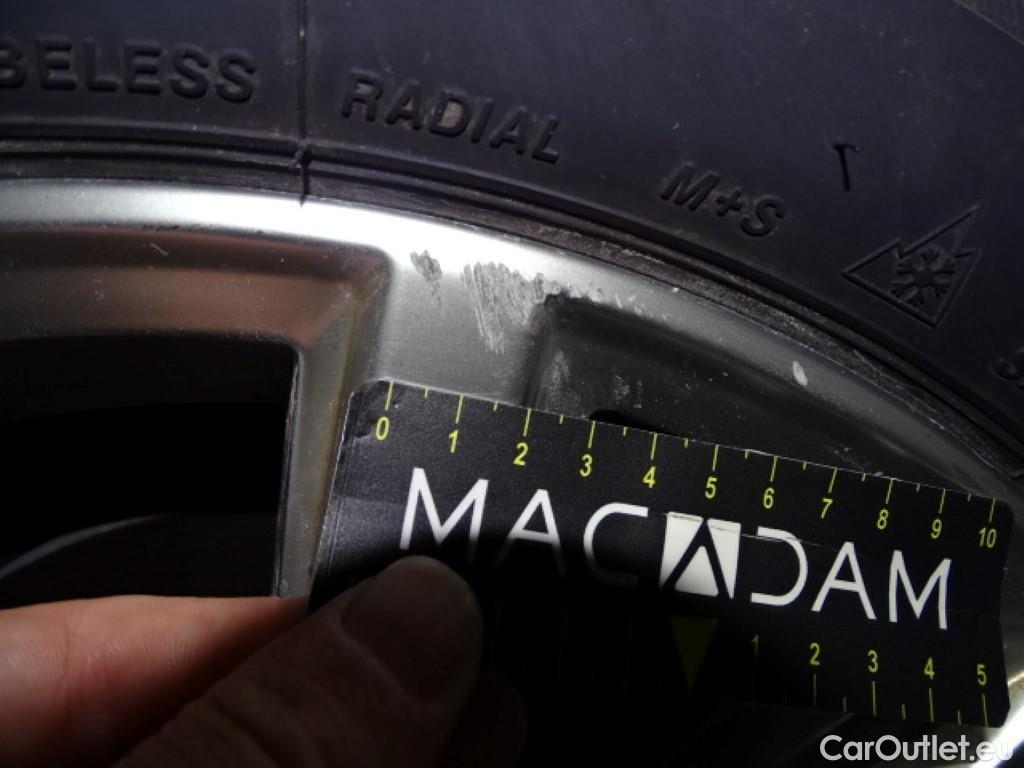 BELESS RADIAL M+S
0 1 2 3 4 5 6 7 8 9 10
MACADAM
1 2 3 4 5
CarOutlet.eu